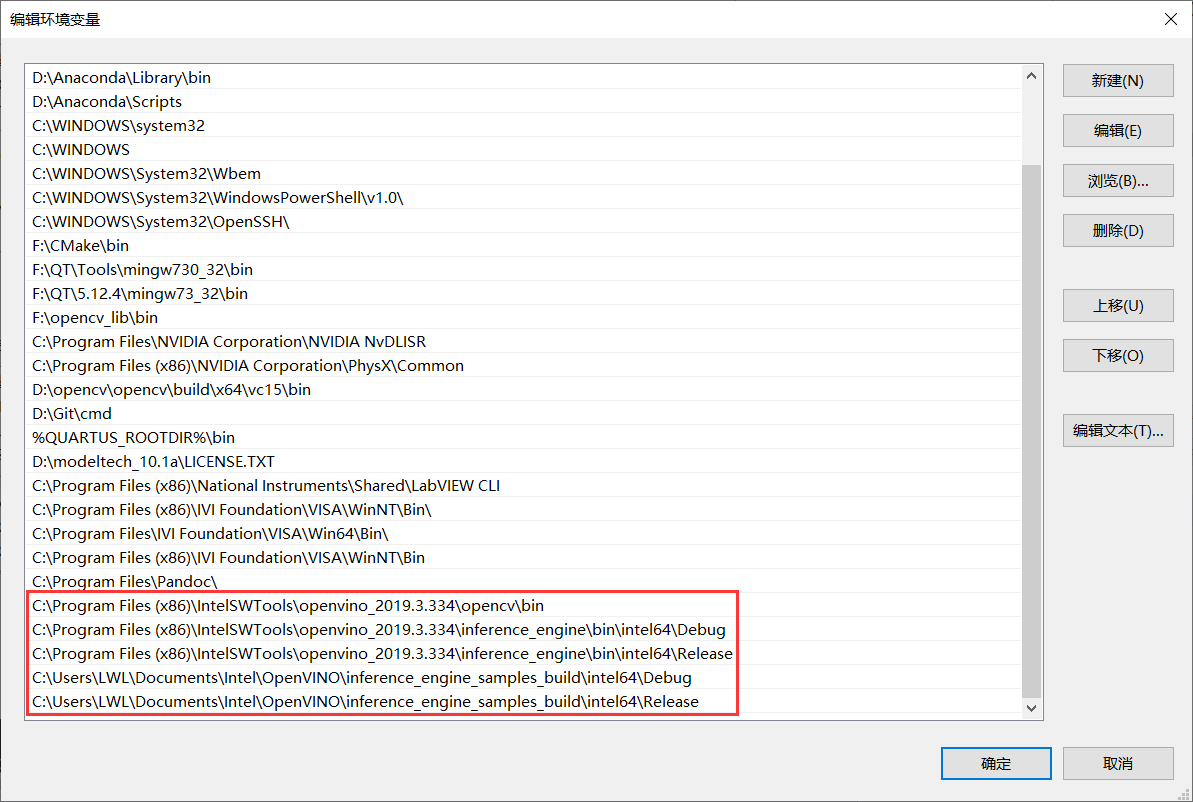 编辑环境变量
D:\Anaconda\Library\bin
D:\Anaconda\Scripts
C:\WINDOWS\system32
C:\WINDOWS
C:\WINDOWS\System32\Wbem
C:\WINDOWS\System32\WindowsPowerShell\v1.0\
C:\WINDOWS\System32\OpenSSH\
F:\CMake\bin
F:\QT\Tools\mingw730_32\bin
F:\QT\5.12.4\mingw73_32\bin
F:\opencv_lib\bin
C:\Program Files\NVIDIA Corporation\NVIDIA NvDLISR
C:\Program Files (x86)\NVIDIA Corporation\PhysX\Common
D:\opencv\opencv\build\x64\vc15\bin
D:\Git\cmd
%QUARTUS_ROOTDIR%\bin
D:\modeltech_10.1a\LICENSE.TXT
C:\Program Files (x86)\National Instruments\Shared\LabVIEW CLI
C:\Program Files (x86)\IVI Foundation\VISA\WinNT\Bin\
C:\Program Files\IVI Foundation\VISA\Win64\Bin\
C:\Program Files (x86)\IVI Foundation\VISA\WinNT\Bin
C:\Program Files\Pandoc\
C:\Program Files (x86)\IntelSWTools\openvino_2019.3.334\opencv\bin
C:\Program Files (x86)\IntelSWTools\openvino_2019.3.334\inference_engine\bin\intel64\Debug
C:\Program Files (x86)\IntelSWTools\openvino_2019.3.334\inference_engine\bin\intel64\Release
C:\Users\LWL\Documents\Intel\OpenVINO\inference_engine_samples_build\intel64\Debug
C:\Users\LWL\Documents\Intel\OpenVINO\inference_engine_samples_build\intel64\Release
新建(N)
编辑(E)
浏览(B)...
删除(D)
上移(U)
下移(O)
编辑文本(T)...
确定
取消